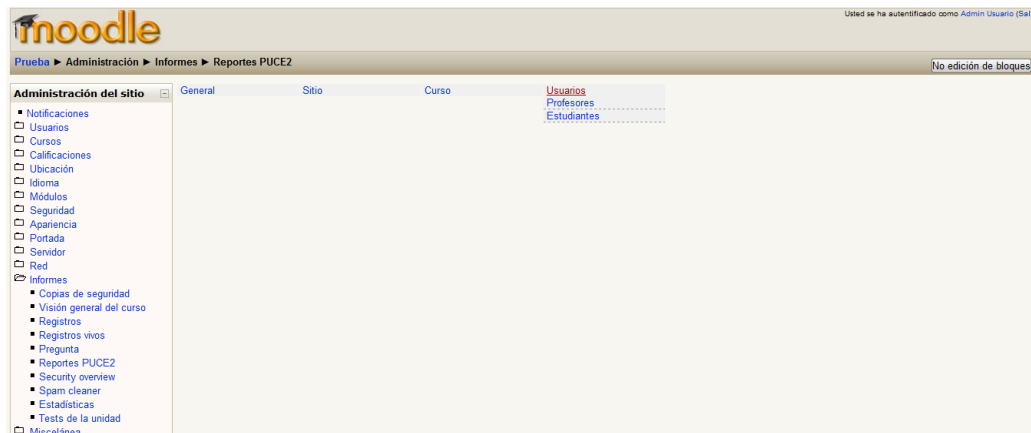 moodle
Usted se ha autentificado como Admin Usuario (Sal
Prueba ► Administración ► Informes ► Reportes PUCE2
No edición de bloques
Administración del sitio
General Sitio Curso Usuarios
Profesores
Estudiantes
Notificaciones
Usuarios
Cursos
Calificaciones
Ubicación
Idioma
Módulos
Seguridad
Apariencia
Portada
Servidor
Red
Informes
Copias de seguridad
Visión general del curso
Registros
Registros vivos
Pregunta
Reportes PUCE2
Security overview
Spam cleaner
Estadísticas
Tests de la unidad
Miscelánea